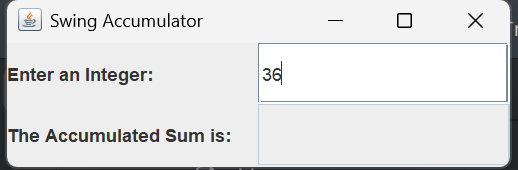 Swing Accumulator
Enter an Integer: 36
The Accumulated Sum is: